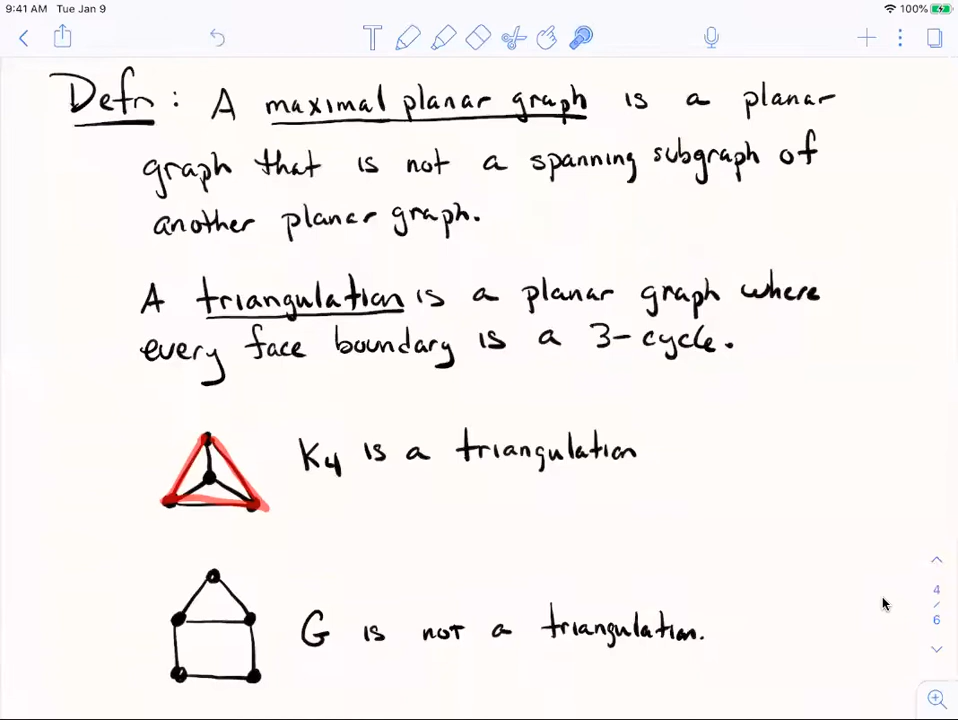 9:41 AM Tue Jan 9
100%
T
Defn: A maximal planar graph is a planar
graph that is not a spanning subgraph of
another planar graph.
A triangulation is a planar graph where
every face boundary is a 3-cycle.
K4 is a triangulation
4
/
6
G is not a triangulation.